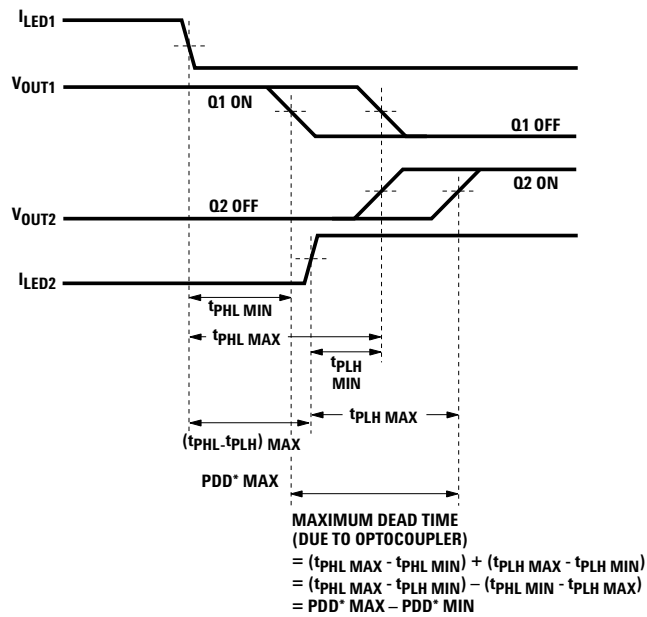 ILED1
VOUT1
Q1 ON
Q1 OFF
Q2 OFF
Q2 ON
VOUT2
ILED2
tPHL MIN
tPHL MAX
tPLH
MIN
tPLH MAX
(tPHL-tPLH) MAX
PDD* MAX
MAXIMUM DEAD TIME
(DUE TO OPTOCOUPLER)
= (tPHL MAX - tPHL MIN) + (tPLH MAX - tPLH MIN)
= (tPHL MAX - tPLH MIN) – (tPHL MIN - tPLH MAX)
= PDD* MAX – PDD* MIN